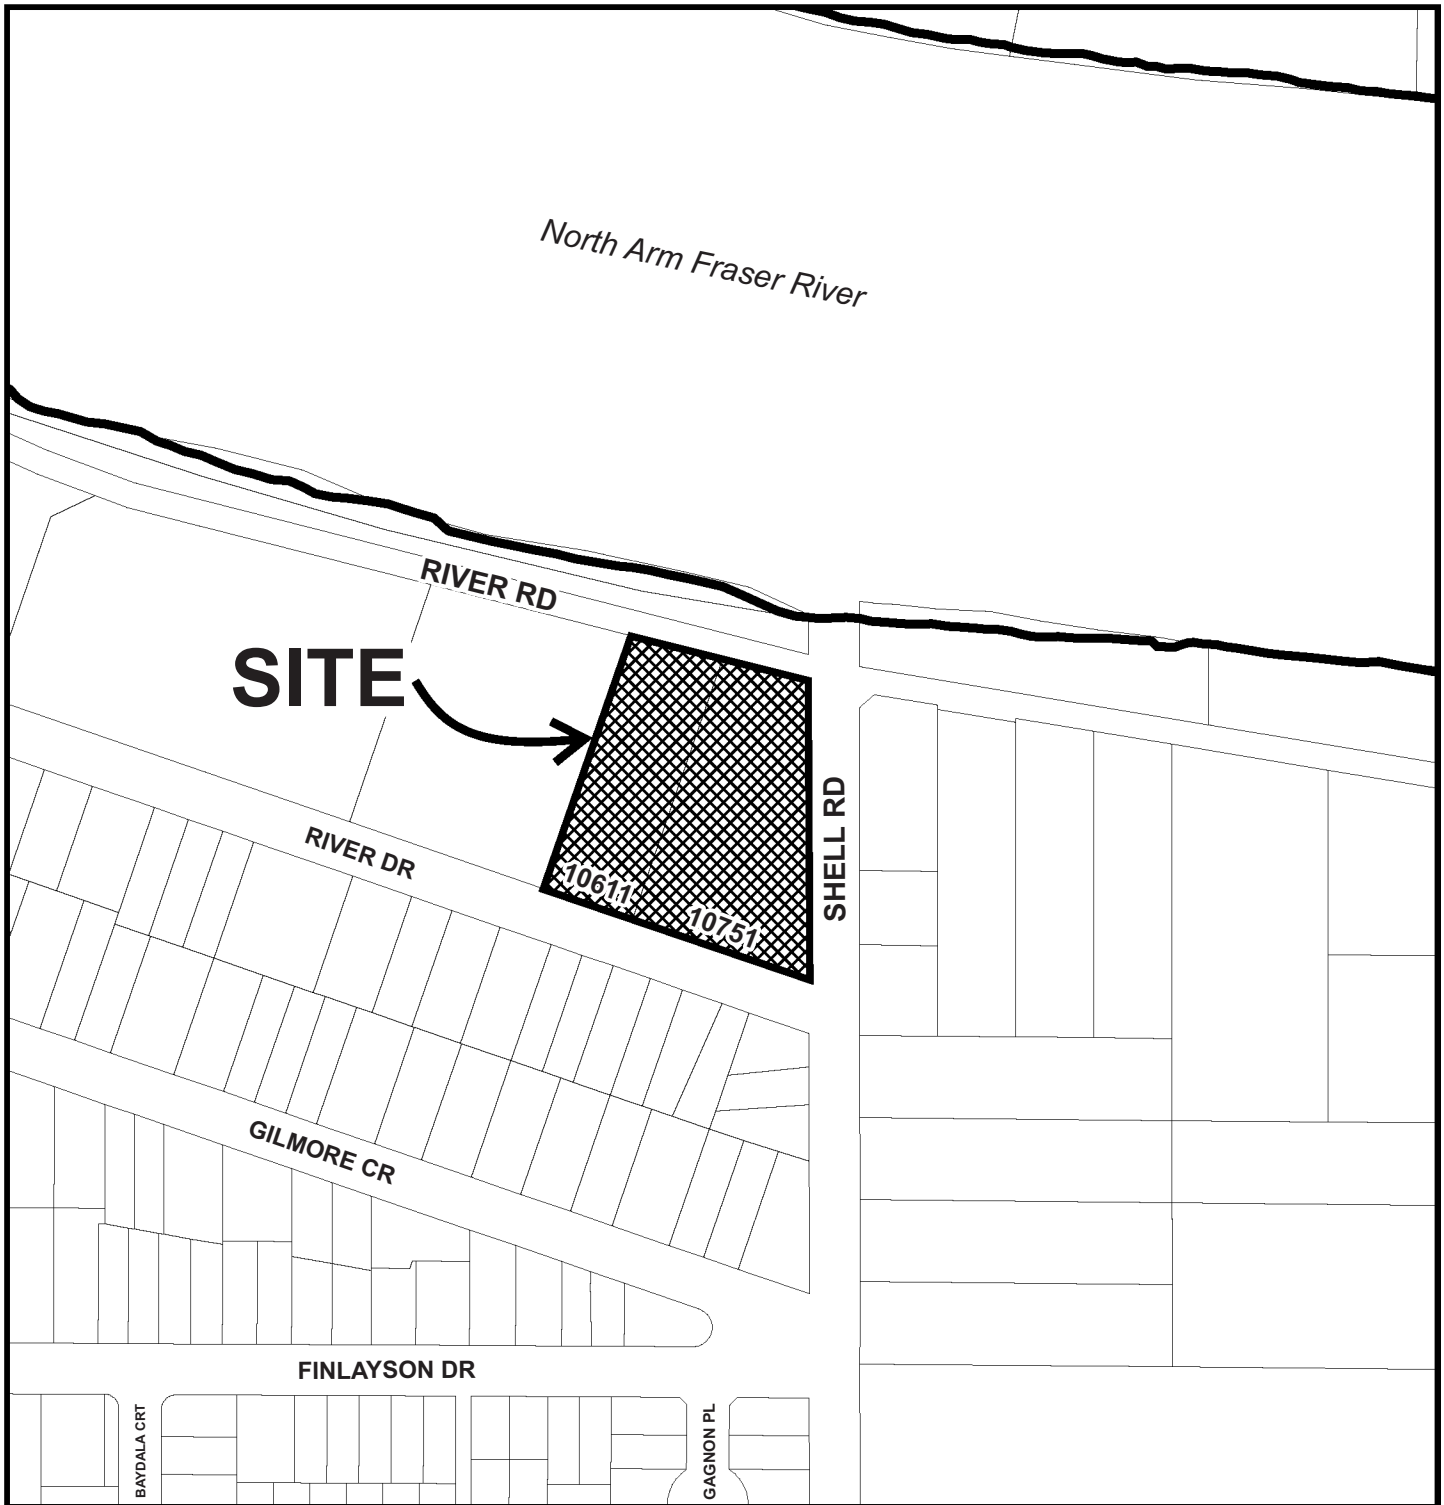 North Arm Fraser River
RIVER RD
SITE
SHELL RD
RIVER DR
10611
10751
GILMORE CR
FINLAYSON DR
BAYDALA CRT
GAGNON PL